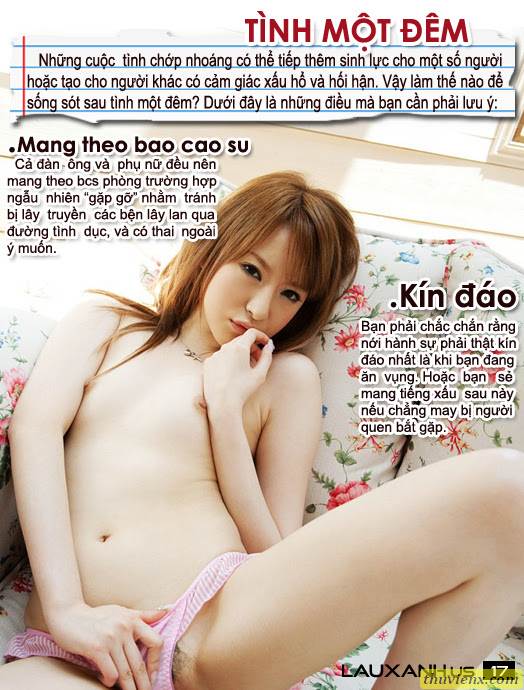 TÌNH MỘT ĐÊM
Những cuộc tình chớp nhoáng có thể tiếp thêm sinh lực cho một số người
hoặc tạo cho người khác có cảm giác xấu hổ và hối hận. Vậy làm thế nào để
sống sót sau tình một đêm? Dưới đây là những điều mà bạn cần phải lưu ý:
.Mang theo bao cao su
Cả đàn ông và phụ nữ đều nên
mang theo bcs phòng trường hợp
ngẫu nhiên "gặp gỡ" nhằm tránh
bị lây truyền các bện lây lan qua
đường tình dục, và có thai ngoài
ý muốn.
.Kín đáo
Bạn phải chắc chắn rằng
nới hành sự phải thật kín
đáo nhất là khi bạn đang
ăn vụng. Hoặc bạn sẻ
mang tiếng xấu sau này
nếu chẳng may bị người
quen bắt gặp.
LAUXANH.US 17
thuvienx.com